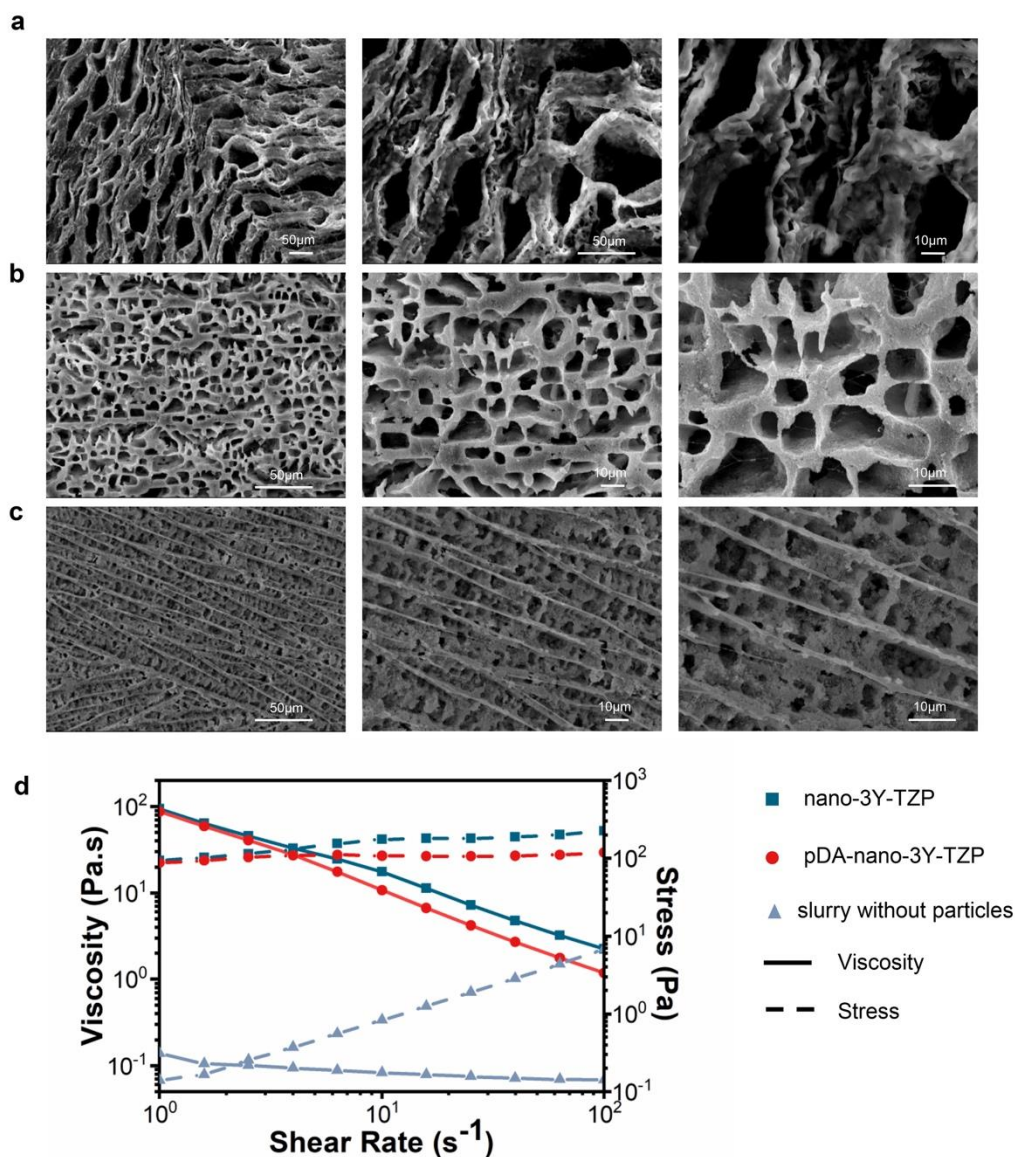 a
50µm
50µm
10µm
b
50µm
10µm
10µm
c
50µm
10µm
10µm
d
10²
10¹
10⁰
10⁻¹
Viscosity (Pa.s)
10³
10²
10¹
10⁰
10⁻¹
Stress (Pa)
10⁰
10¹
10²
Shear Rate (s⁻¹)
nano-3Y-TZP
pDA-nano-3Y-TZP
slurry without particles
Viscosity
Stress